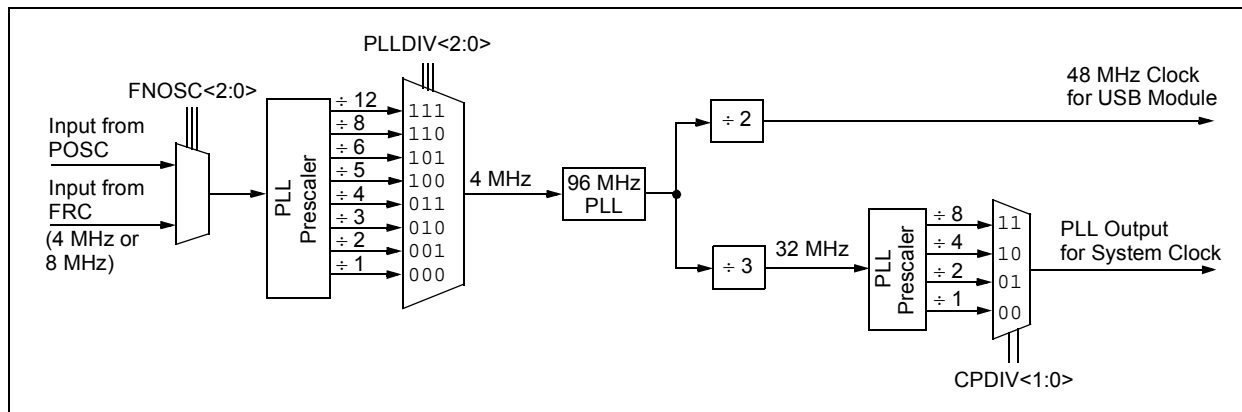 PLLDIV<2:0>
FNOSC<2:0>
Input from
POSC
Input from
FRC
(4 MHz or
8 MHz)
PLL
Prescaler
÷ 12
÷ 8
÷ 6
÷ 5
÷ 4
÷ 3
÷ 2
÷ 1
111
110
101
100
011
010
001
000
4 MHz
96 MHz
PLL
÷ 2
48 MHz Clock
for USB Module
÷ 3
32 MHz
PLL
Prescaler
÷ 8
÷ 4
÷ 2
÷ 1
11
10
01
00
PLL Output
for System Clock
CPDIV<1:0>